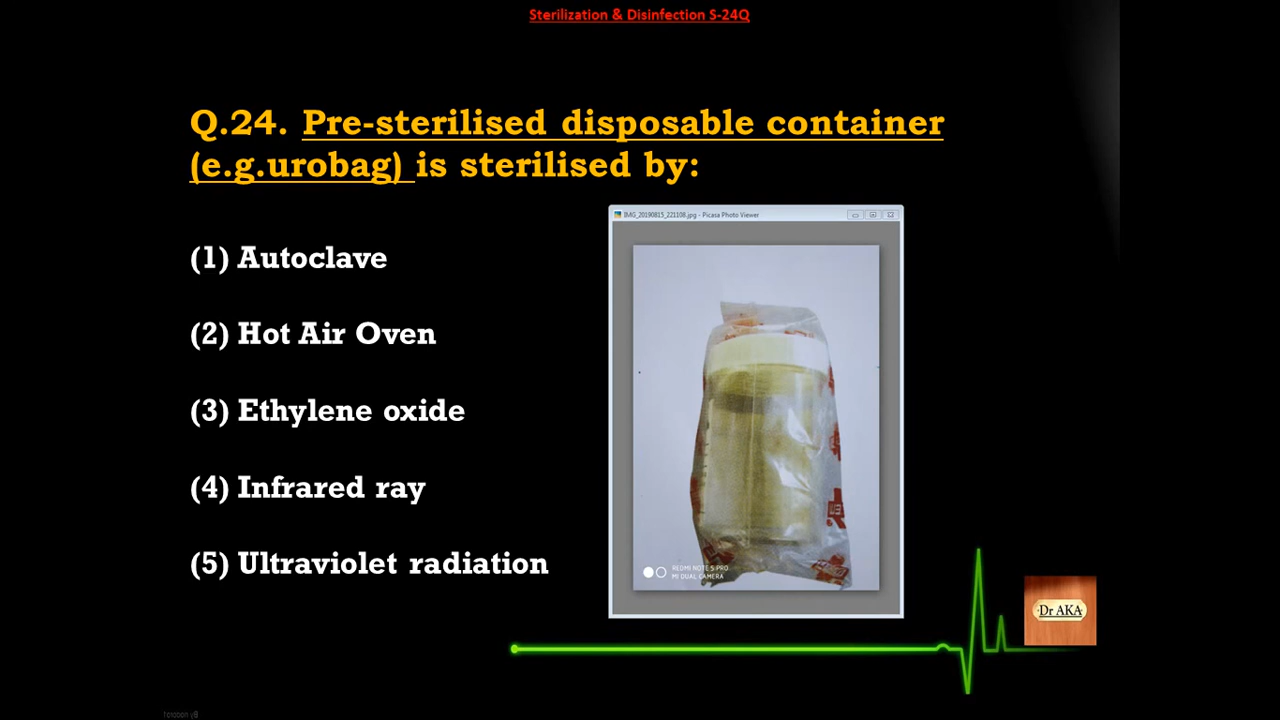 Sterilization & Disinfection S-24Q
Q.24. Pre-sterilised disposable container
(e.g.urobag) is sterilised by:
(1) Autoclave
(2) Hot Air Oven
(3) Ethylene oxide
(4) Infrared ray
(5) Ultraviolet radiation
IMG_20190815_221108.jpg - Picasa Photo Viewer
REDMI NOTE 5 PRO
MI DUAL CAMERA
Dr AKA